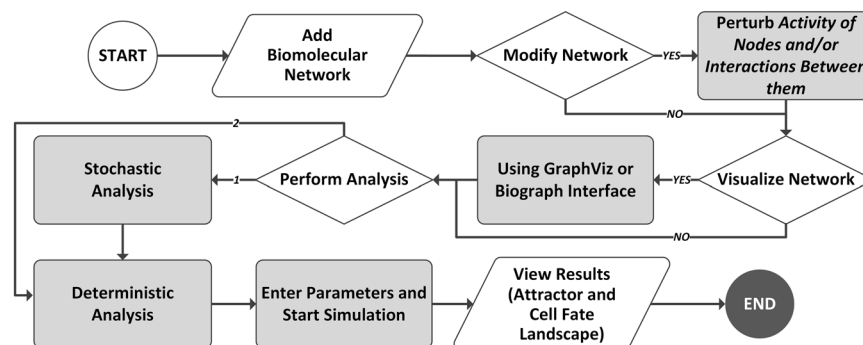 START
Add
Biomolecular
Network
Modify Network
YES
Perturb Activity of
Nodes and/or
Interactions Between
them
NO
2
Stochastic
Analysis
1
Perform Analysis
Using GraphViz or
Biograph Interface
YES
Visualize Network
NO
Deterministic
Analysis
Enter Parameters and
Start Simulation
View Results
(Attractor and
Cell Fate
Landscape)
END